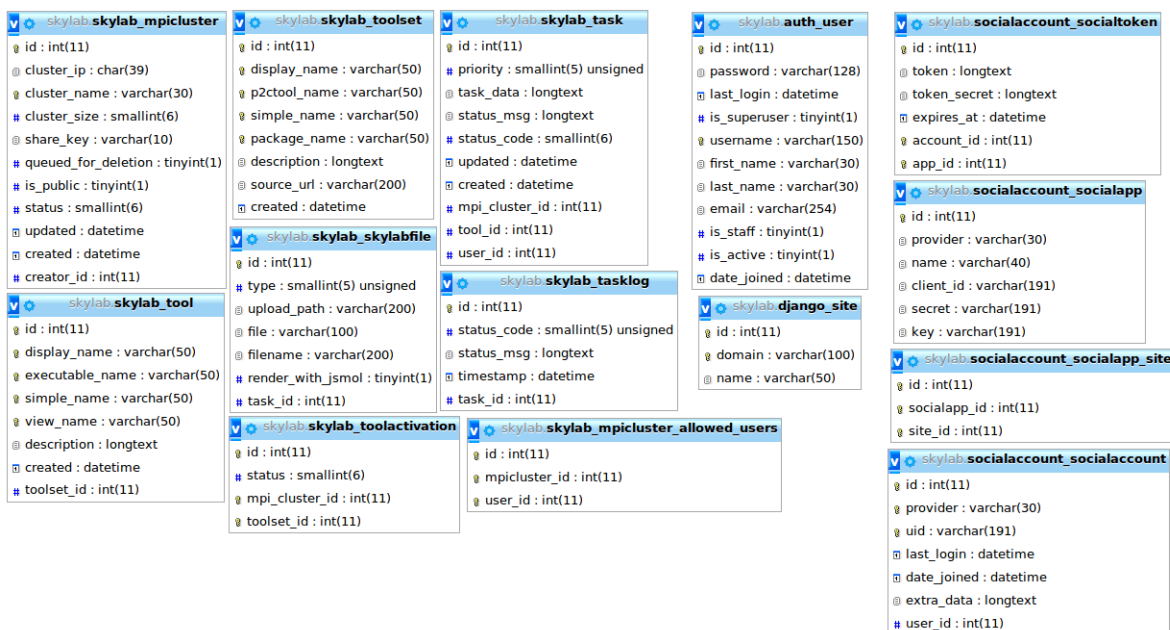 skylab.skylab_mpicluster
id : int(11)
cluster_ip : char(39)
cluster_name : varchar(30)
cluster_size : smallint(6)
share_key : varchar(10)
queued_for_deletion : tinyint(1)
is_public : tinyint(1)
status : smallint(6)
updated : datetime
created : datetime
creator_id : int(11)
skylab.skylab_tool
id : int(11)
display_name : varchar(50)
executable_name : varchar(50)
simple_name : varchar(50)
view_name : varchar(50)
description : longtext
created : datetime
toolset_id : int(11)
skylab.skylab_toolset
id : int(11)
display_name : varchar(50)
p2ctool_name : varchar(50)
simple_name : varchar(50)
package_name : varchar(50)
description : longtext
source_url : varchar(200)
created : datetime
skylab.skylab_skylabfile
id : int(11)
type : smallint(5) unsigned
upload_path : varchar(200)
file : varchar(100)
filename : varchar(200)
render_with_jsmol : tinyint(1)
task_id : int(11)
skylab.skylab_toolactivation
id : int(11)
status : smallint(6)
mpi_cluster_id : int(11)
toolset_id : int(11)
skylab.skylab_task
id : int(11)
priority : smallint(5) unsigned
task_data : longtext
status_msg : longtext
status_code : smallint(6)
updated : datetime
created : datetime
mpi_cluster_id : int(11)
tool_id : int(11)
user_id : int(11)
skylab.skylab_tasklog
id : int(11)
status_code : smallint(5) unsigned
status_msg : longtext
timestamp : datetime
task_id : int(11)
skylab.skylab_mpicluster_allowed_users
id : int(11)
mpicluster_id : int(11)
user_id : int(11)
skylab.auth_user
id : int(11)
password : varchar(128)
last_login : datetime
is_superuser : tinyint(1)
username : varchar(150)
first_name : varchar(30)
last_name : varchar(30)
email : varchar(254)
is_staff : tinyint(1)
is_active : tinyint(1)
date_joined : datetime
skylab.django_site
id : int(11)
domain : varchar(100)
name : varchar(50)
skylab.socialaccount_socialtoken
id : int(11)
token : longtext
token_secret : longtext
expires_at : datetime
account_id : int(11)
app_id : int(11)
skylab.socialaccount_socialapp
id : int(11)
provider : varchar(30)
name : varchar(40)
client_id : varchar(191)
secret : varchar(191)
key : varchar(191)
skylab.socialaccount_socialapp_site
id : int(11)
socialapp_id : int(11)
site_id : int(11)
skylab.socialaccount_socialaccount
id : int(11)
provider : varchar(30)
uid : varchar(191)
last_login : datetime
date_joined : datetime
extra_data : longtext
user_id : int(11)